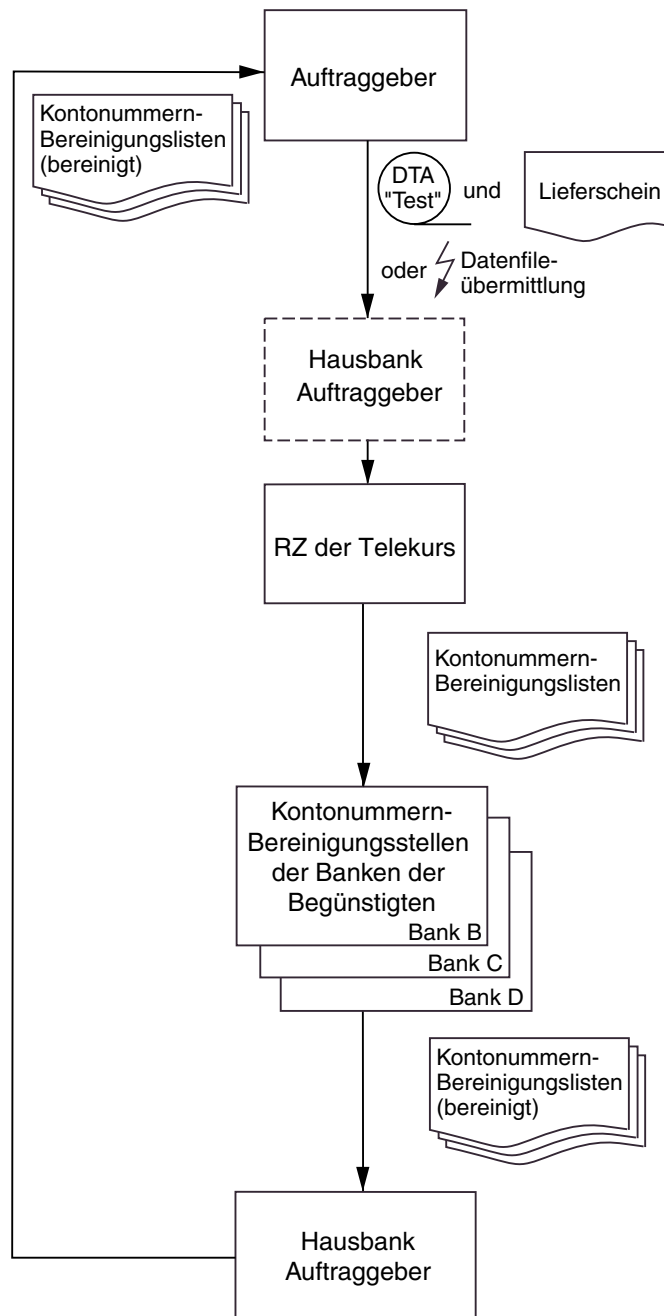 Auftraggeber
Kontonummern-
Bereinigungslisten
(bereinigt)
DTA
"Test"
und
Lieferschein
oder
Datenfile-
übermittlung
Hausbank
Auftraggeber
RZ der Telekurs
Kontonummern-
Bereinigungslisten
Kontonummern-
Bereinigungsstellen
der Banken der
Begünstigten
Bank B
Bank C
Bank D
Kontonummern-
Bereinigungslisten
(bereinigt)
Hausbank
Auftraggeber